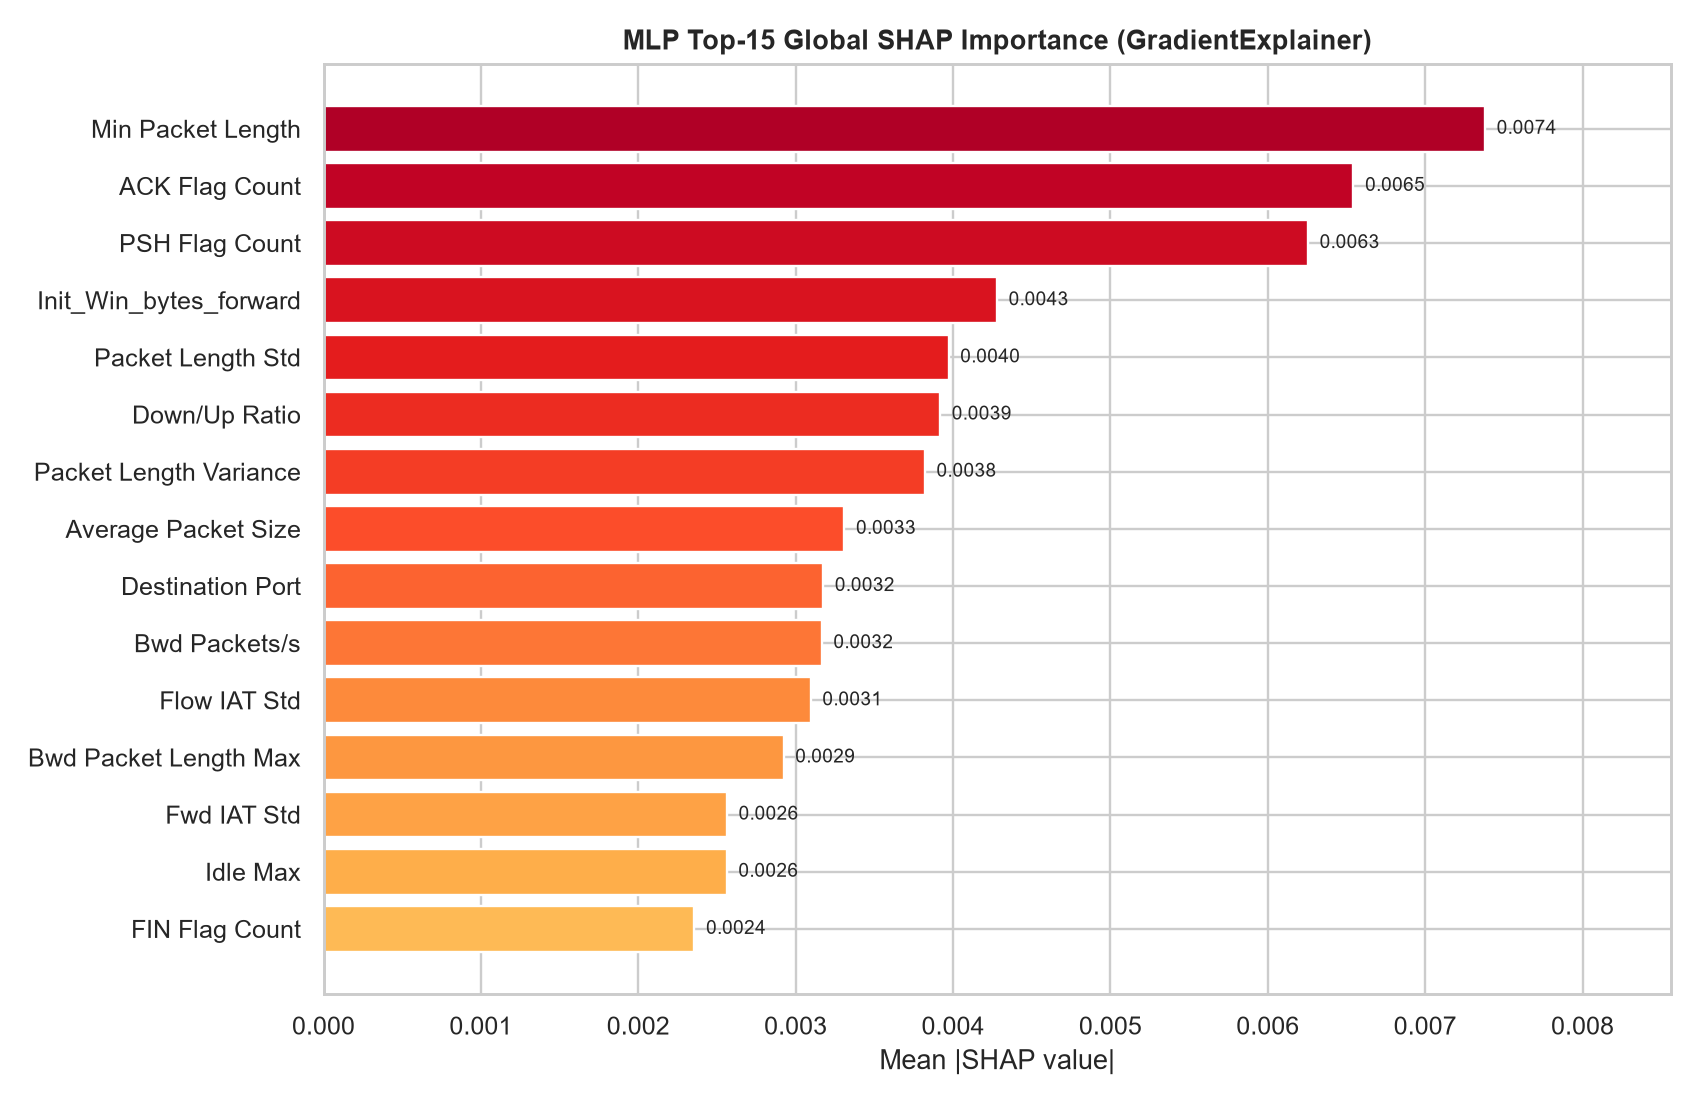 MLP Top-15 Global SHAP Importance (GradientExplainer)
Min Packet Length 0.0074
ACK Flag Count 0.0065
PSH Flag Count 0.0063
Init_Win_bytes_forward 0.0043
Packet Length Std 0.0040
Down/Up Ratio 0.0039
Packet Length Variance 0.0038
Average Packet Size 0.0033
Destination Port 0.0032
Bwd Packets/s 0.0032
Flow IAT Std 0.0031
Bwd Packet Length Max 0.0029
Fwd IAT Std 0.0026
Idle Max 0.0026
FIN Flag Count 0.0024
0.000 0.001 0.002 0.003 0.004 0.005 0.006 0.007 0.008
Mean |SHAP value|